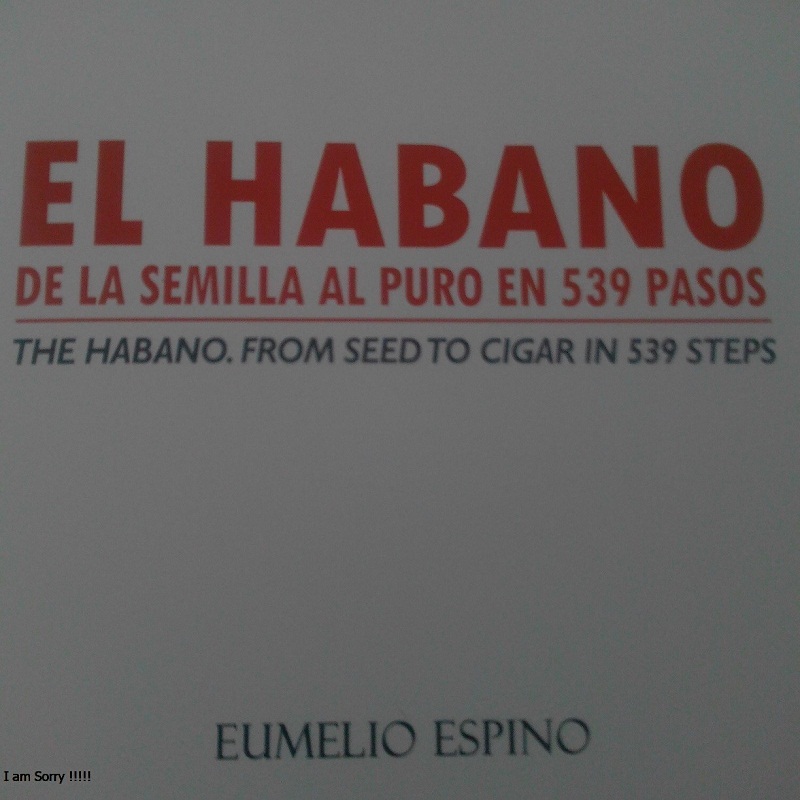 EL HABANO
DE LA SEMILLA AL PURO EN 539 PASOS
THE HABANO. FROM SEED TO CIGAR IN 539 STEPS
EUMELIO ESPINO
I am Sorry !!!!!